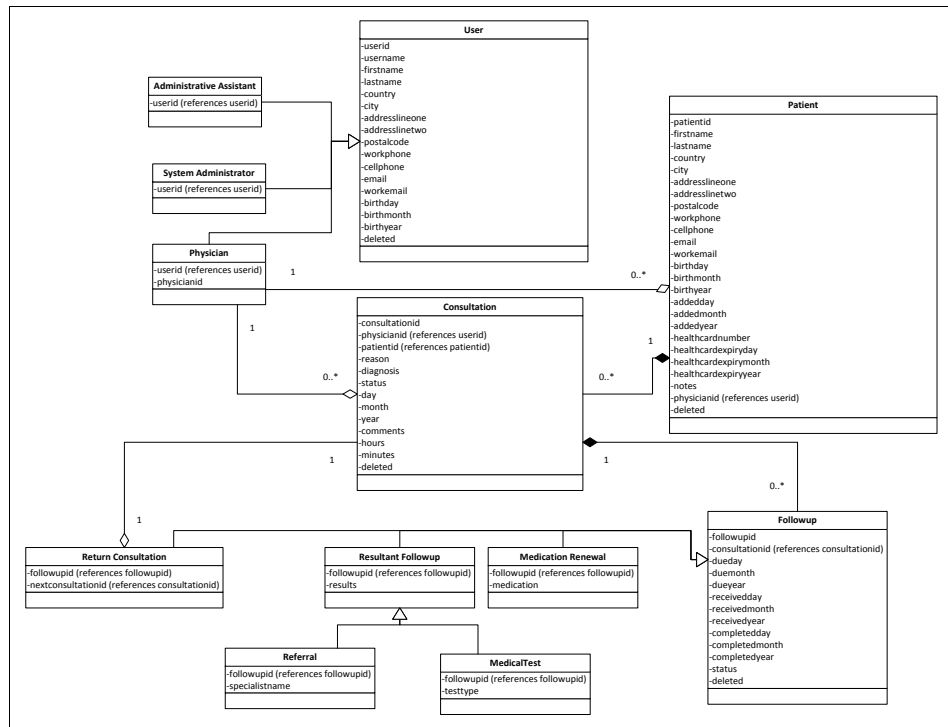 User
-userid
-username
-firstname
-lastname
-country
-city
-addresslineone
-addresslinetwo
-postalcode
-workphone
-cellphone
-email
-workemail
-birthday
-birthmonth
-birthyear
-deleted
Administrative Assistant
-userid (references userid)
System Administrator
-userid (references userid)
Physician
-userid (references userid)
-physicianid
Patient
-patientid
-firstname
-lastname
-country
-city
-addresslineone
-addresslinetwo
-postalcode
-workphone
-cellphone
-email
-workemail
-birthday
-birthmonth
-birthyear
-addedday
-addedmonth
-addedyear
-healthcardnumber
-healthcardexpiryday
-healthcardexpirymonth
-healthcardexpiryyear
-notes
-physicianid (references userid)
-deleted
1
0..*
Consultation
-consultationid
-physicianid (references userid)
-patientid (references patientid)
-reason
-diagnosis
-status
-day
-month
-year
-comments
-hours
-minutes
-deleted
1
0..*
1
0..*
1
1
1
0..*
Return Consultation
-followupid (references followupid)
-nextconsultationid (references consultationid)
Resultant Followup
-followupid (references followupid)
-results
Medication Renewal
-followupid (references followupid)
-medication
Followup
-followupid
-consultationid (references consultationid)
-dueday
-duemonth
-dueyear
-receivedday
-receivedmonth
-receivedyear
-completedday
-completedmonth
-completedyear
-status
-deleted
Referral
-followupid (references followupid)
-specialistname
MedicalTest
-followupid (references followupid)
-testtype